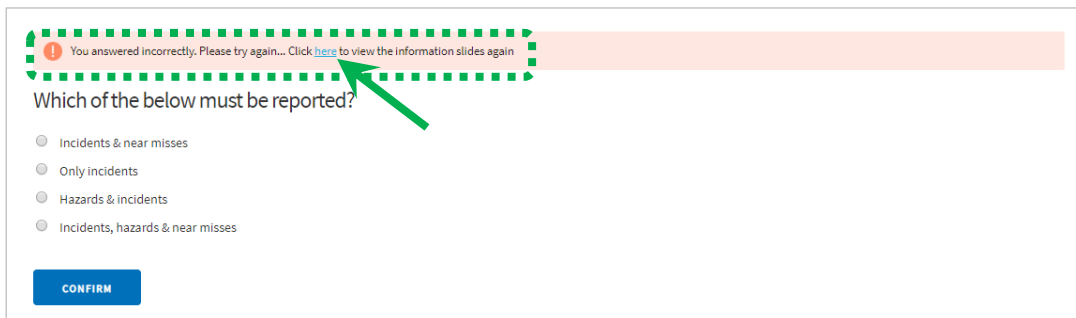 You answered incorrectly. Please try again... Click here to view the information slides again
Which of the below must be reported?
Incidents & near misses
Only incidents
Hazards & incidents
Incidents, hazards & near misses
CONFIRM